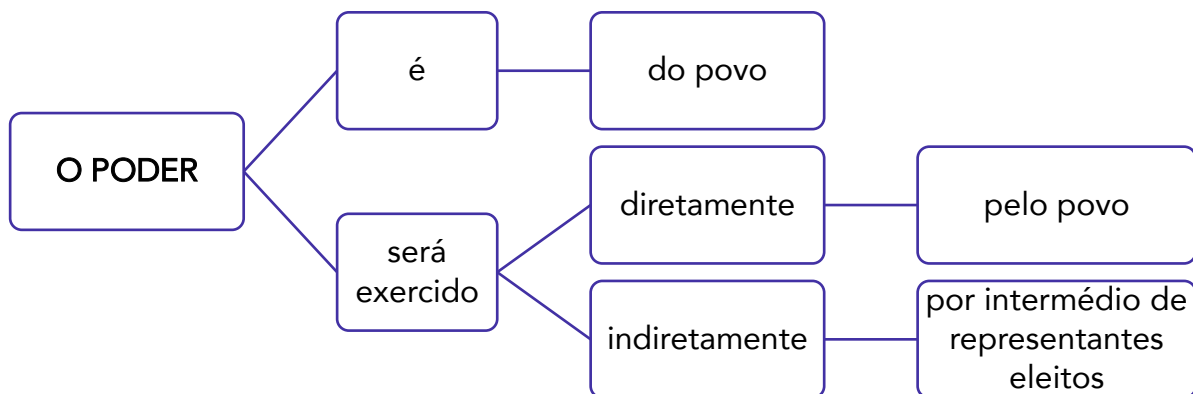 O PODER
é
do povo
será
exercido
diretamente
pelo povo
indiretamente
por intermédio de
representantes
eleitos